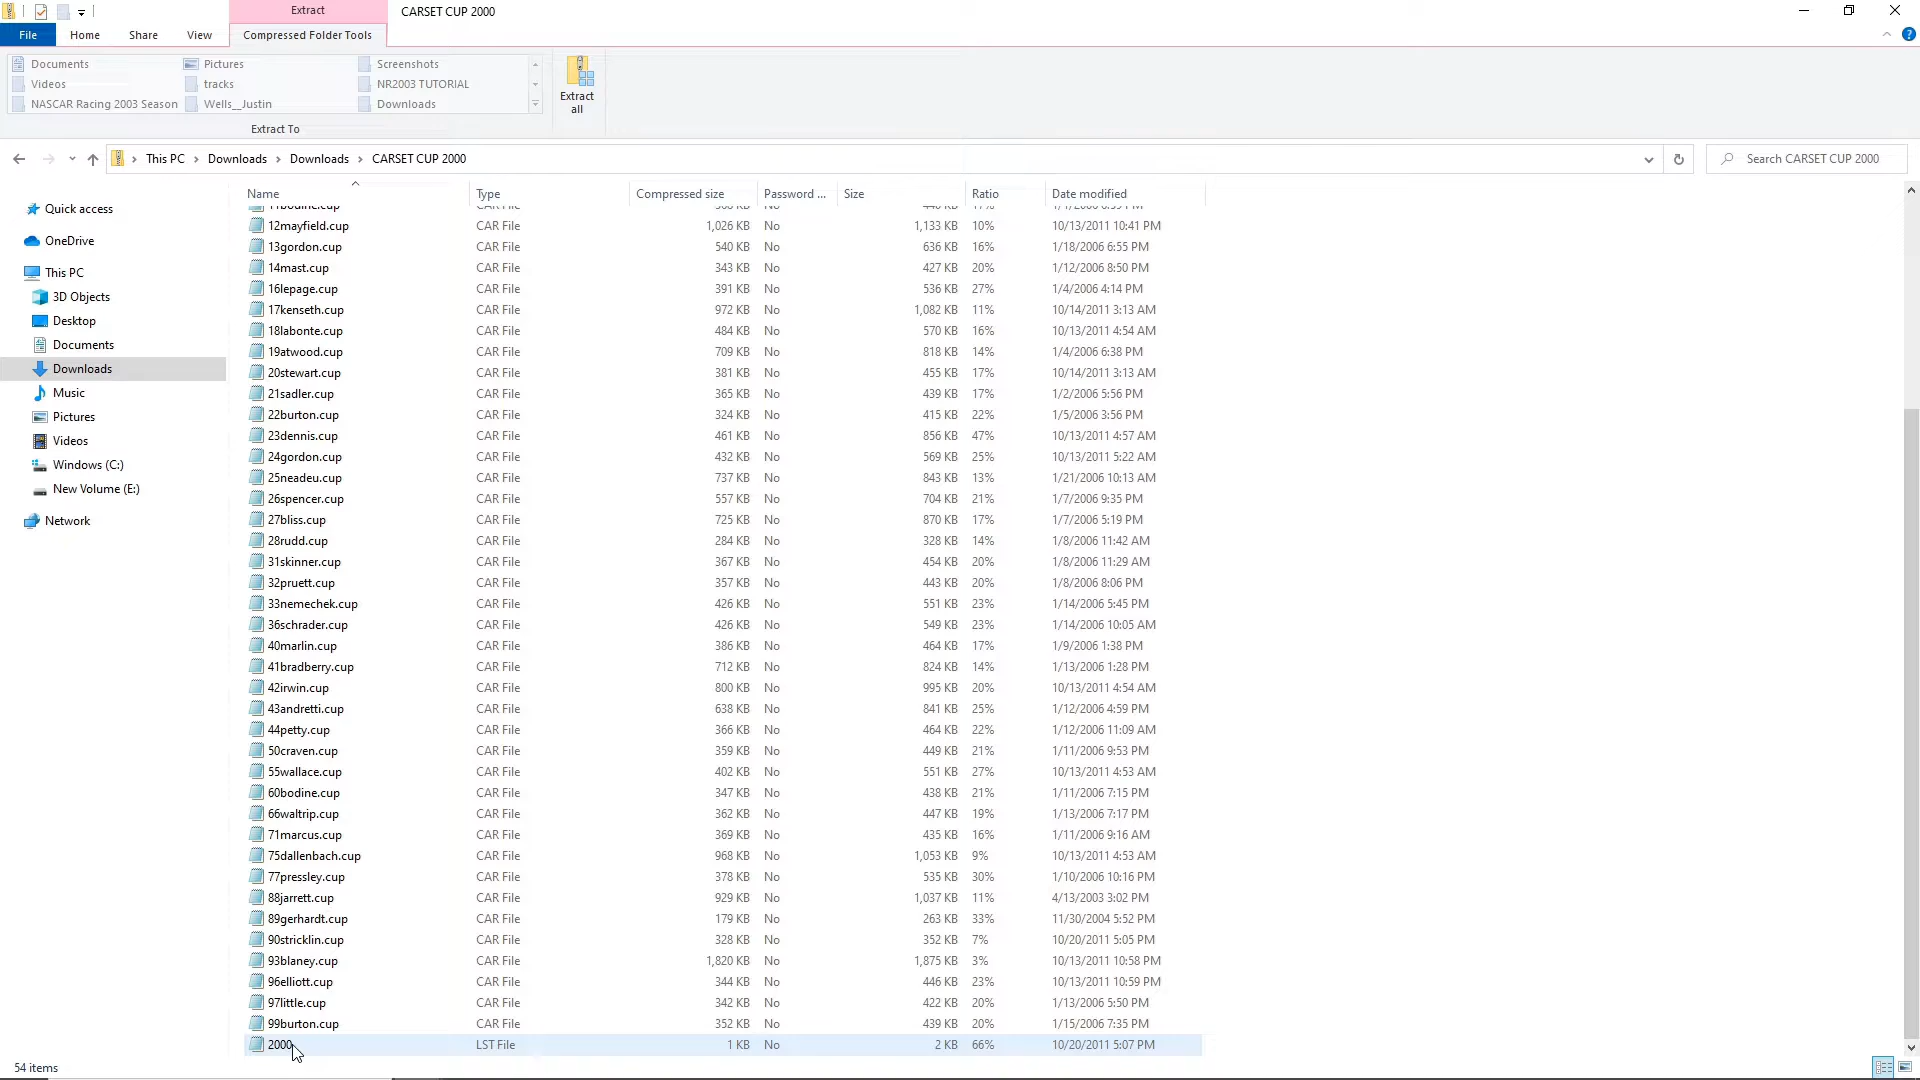 Extract
CARSET CUP 2000
File
Home
Share
View
Compressed Folder Tools
Documents
Pictures
Screenshots
Videos
tracks
NR2003 TUTORIAL
NASCAR Racing 2003 Season
Wells__Justin
Downloads
Extract
all
Extract To
This PC > Downloads > Downloads > CARSET CUP 2000
Search CARSET CUP 2000
Name Type Compressed size Password ... Size Ratio Date modified
12mayfield.cup CAR File 1,026 KB No 1,133 KB 10% 10/13/2011 10:41 PM
13gordon.cup CAR File 540 KB No 636 KB 16% 1/18/2006 6:55 PM
14mast.cup CAR File 343 KB No 427 KB 20% 1/12/2006 8:50 PM
16lepage.cup CAR File 391 KB No 536 KB 27% 1/4/2006 4:14 PM
17kenseth.cup CAR File 972 KB No 1,082 KB 11% 10/14/2011 3:13 AM
18labonte.cup CAR File 484 KB No 570 KB 16% 10/13/2011 4:54 AM
19atwood.cup CAR File 709 KB No 818 KB 14% 1/4/2006 6:38 PM
20stewart.cup CAR File 381 KB No 455 KB 17% 10/14/2011 3:13 AM
21sadler.cup CAR File 365 KB No 439 KB 17% 1/2/2006 5:56 PM
22burton.cup CAR File 324 KB No 415 KB 22% 1/5/2006 3:56 PM
23dennis.cup CAR File 461 KB No 856 KB 47% 10/13/2011 4:57 AM
24gordon.cup CAR File 432 KB No 569 KB 25% 10/13/2011 5:22 AM
25neadeu.cup CAR File 737 KB No 843 KB 13% 1/21/2006 10:13 AM
26spencer.cup CAR File 557 KB No 704 KB 21% 1/7/2006 9:35 PM
27bliss.cup CAR File 725 KB No 870 KB 17% 1/7/2006 5:19 PM
28rudd.cup CAR File 284 KB No 328 KB 14% 1/8/2006 11:42 AM
31skinner.cup CAR File 367 KB No 454 KB 20% 1/8/2006 11:29 AM
32pruett.cup CAR File 357 KB No 443 KB 20% 1/8/2006 8:06 PM
33nemechek.cup CAR File 426 KB No 551 KB 23% 1/14/2006 5:45 PM
36schrader.cup CAR File 426 KB No 549 KB 23% 1/14/2006 10:05 AM
40marlin.cup CAR File 386 KB No 464 KB 17% 1/9/2006 1:38 PM
41bradberry.cup CAR File 712 KB No 824 KB 14% 1/13/2006 1:28 PM
42irwin.cup CAR File 800 KB No 995 KB 20% 10/13/2011 4:54 AM
43andretti.cup CAR File 638 KB No 841 KB 25% 1/12/2006 4:59 PM
44petty.cup CAR File 366 KB No 464 KB 22% 1/12/2006 11:09 AM
50craven.cup CAR File 359 KB No 449 KB 21% 1/11/2006 9:53 PM
55wallace.cup CAR File 402 KB No 551 KB 27% 10/13/2011 4:53 AM
60bodine.cup CAR File 347 KB No 438 KB 21% 1/11/2006 7:15 PM
66waltrip.cup CAR File 362 KB No 447 KB 19% 1/13/2006 7:17 PM
71marcus.cup CAR File 369 KB No 435 KB 16% 1/11/2006 9:16 AM
75dallenbach.cup CAR File 968 KB No 1,053 KB 9% 10/13/2011 4:53 AM
77pressley.cup CAR File 378 KB No 535 KB 30% 1/10/2006 10:16 PM
88jarrett.cup CAR File 929 KB No 1,037 KB 11% 4/13/2003 3:02 PM
89gerhardt.cup CAR File 179 KB No 263 KB 33% 11/30/2004 5:52 PM
90stricklin.cup CAR File 328 KB No 352 KB 7% 10/20/2011 5:05 PM
93blaney.cup CAR File 1,820 KB No 1,875 KB 3% 10/13/2011 10:58 PM
96elliott.cup CAR File 344 KB No 446 KB 23% 10/13/2011 10:59 PM
97little.cup CAR File 342 KB No 422 KB 20% 1/13/2006 5:50 PM
99burton.cup CAR File 352 KB No 439 KB 20% 1/15/2006 7:35 PM
2000 LST File 1 KB No 2 KB 66% 10/20/2011 5:07 PM
Quick access
OneDrive
This PC
3D Objects
Desktop
Documents
Downloads
Music
Pictures
Videos
Windows (C:)
New Volume (E:)
Network
54 items